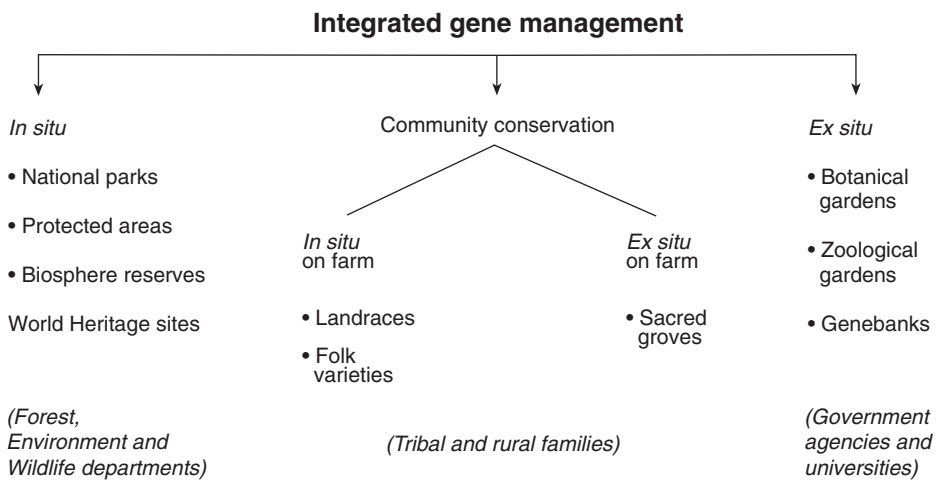 Integrated gene management
In situ
• National parks
• Protected areas
• Biosphere reserves
World Heritage sites
(Forest,
Environment and
Wildlife departments)
Community conservation
In situ
on farm
• Landraces
• Folk
varieties
Ex situ
on farm
• Sacred
groves
(Tribal and rural families)
Ex situ
• Botanical
gardens
• Zoological
gardens
• Genebanks
(Government
agencies and
universities)